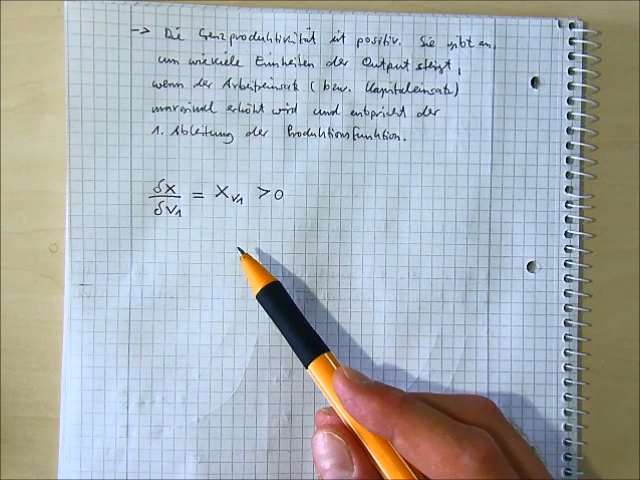 -> Die Grenzproduktivität ist positiv. Sie gibt an,
um wieviele Einheiten der Output steigt,
wenn der Arbeitseinsatz (bzw. Kapitaleinsatz)
marginal erhöht wird und entspricht der
1. Ableitung der Produktionsfunktion.
δx/δv₁ = x_v₁ > 0